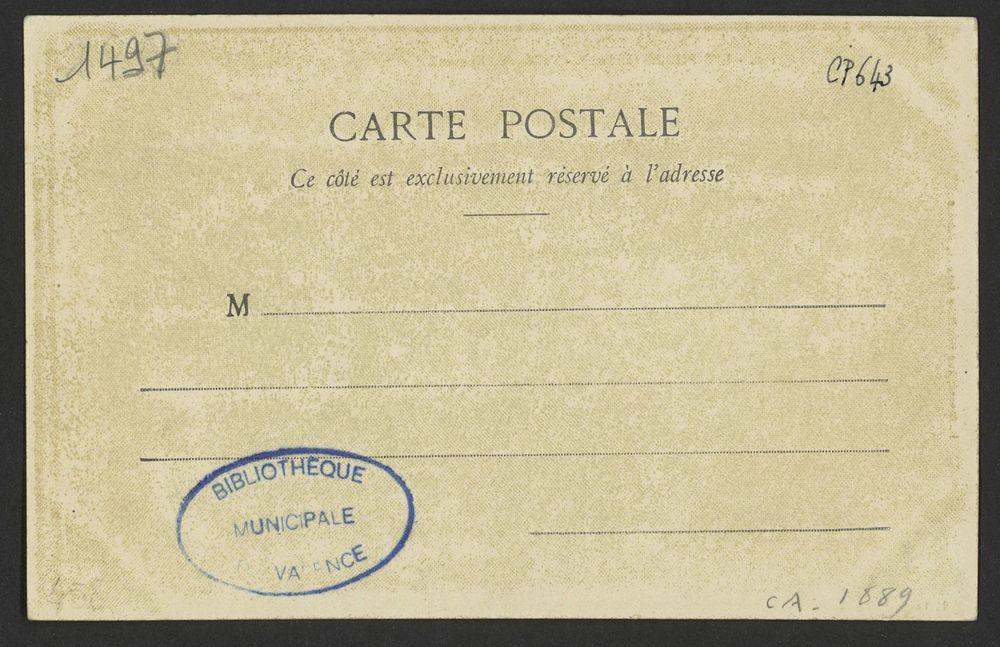 1497
CP643
CARTE POSTALE
Ce côté est exclusivement réservé à l'adresse
M
BIBLIOTHÈQUE
MUNICIPALE
VALENCE
CA - 1889